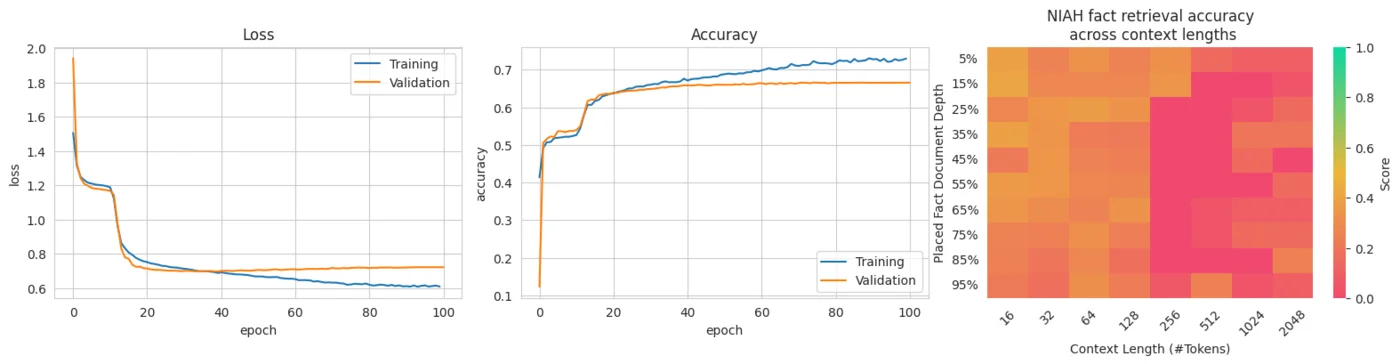 Loss
2.0
1.8
1.6
1.4
1.2
1.0
0.8
0.6
loss
0 20 40 60 80 100
epoch
Training
Validation
Accuracy
0.7
0.6
0.5
0.4
0.3
0.2
0.1
accuracy
0 20 40 60 80 100
epoch
Training
Validation
NIAH fact retrieval accuracy
across context lengths
Placed Fact Document Depth
5%
15%
25%
35%
45%
55%
65%
75%
85%
95%
16 32 64 128 256 512 1024 2048
Context Length (#Tokens)
1.0
0.8
0.6
0.4
0.2
0.0
Score